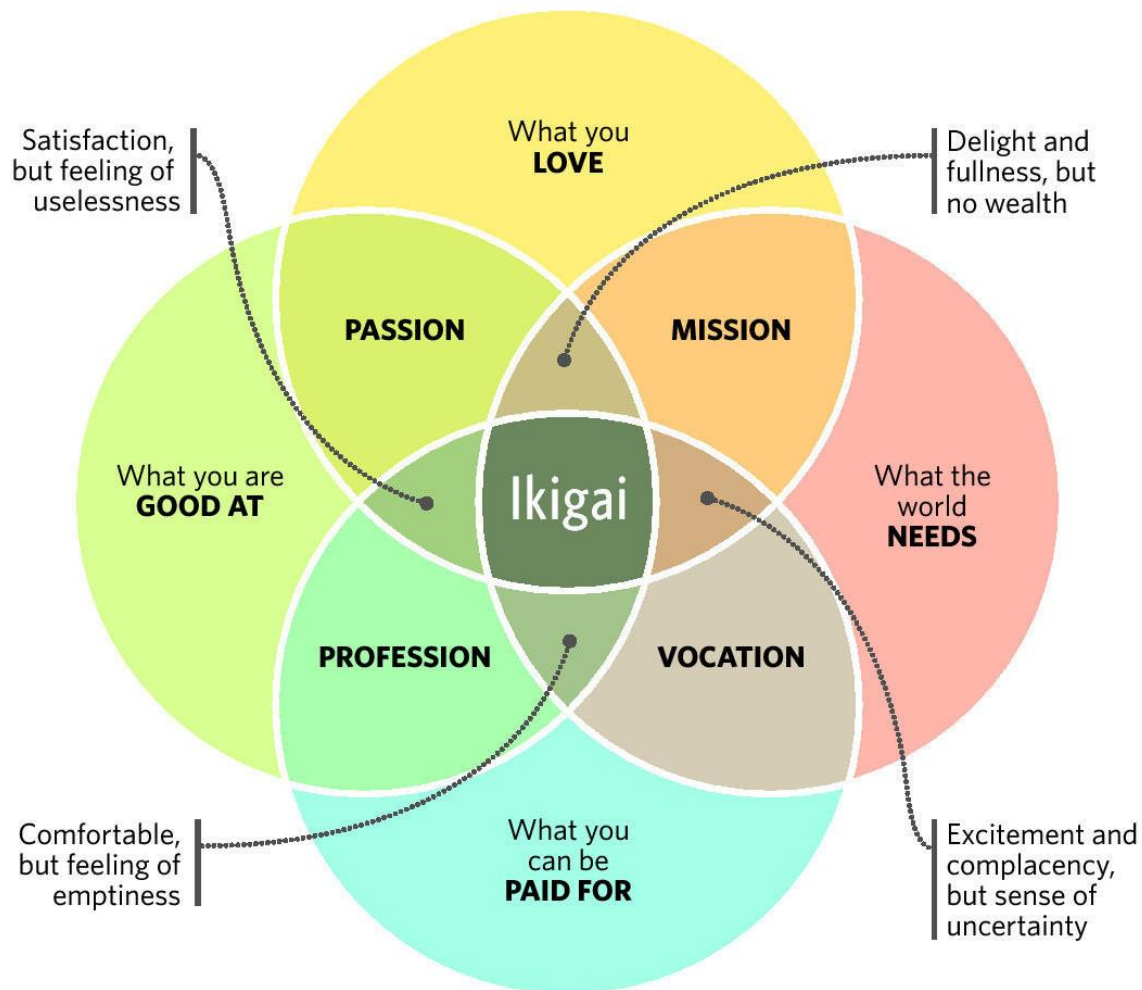 What you
LOVE
Satisfaction,
but feeling of
uselessness
Delight and
fullness, but
no wealth
PASSION
MISSION
What you are
GOOD AT
Ikigai
What the
world
NEEDS
PROFESSION
VOCATION
Comfortable,
but feeling of
emptiness
What you
can be
PAID FOR
Excitement and
complacency,
but sense of
uncertainty